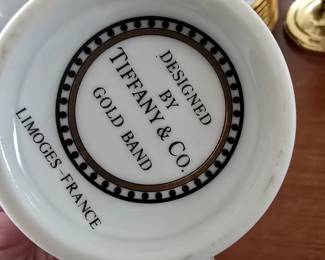 DESIGNED
BY
TIFFANY & CO.
GOLD BAND
LIMOGES-FRANCE